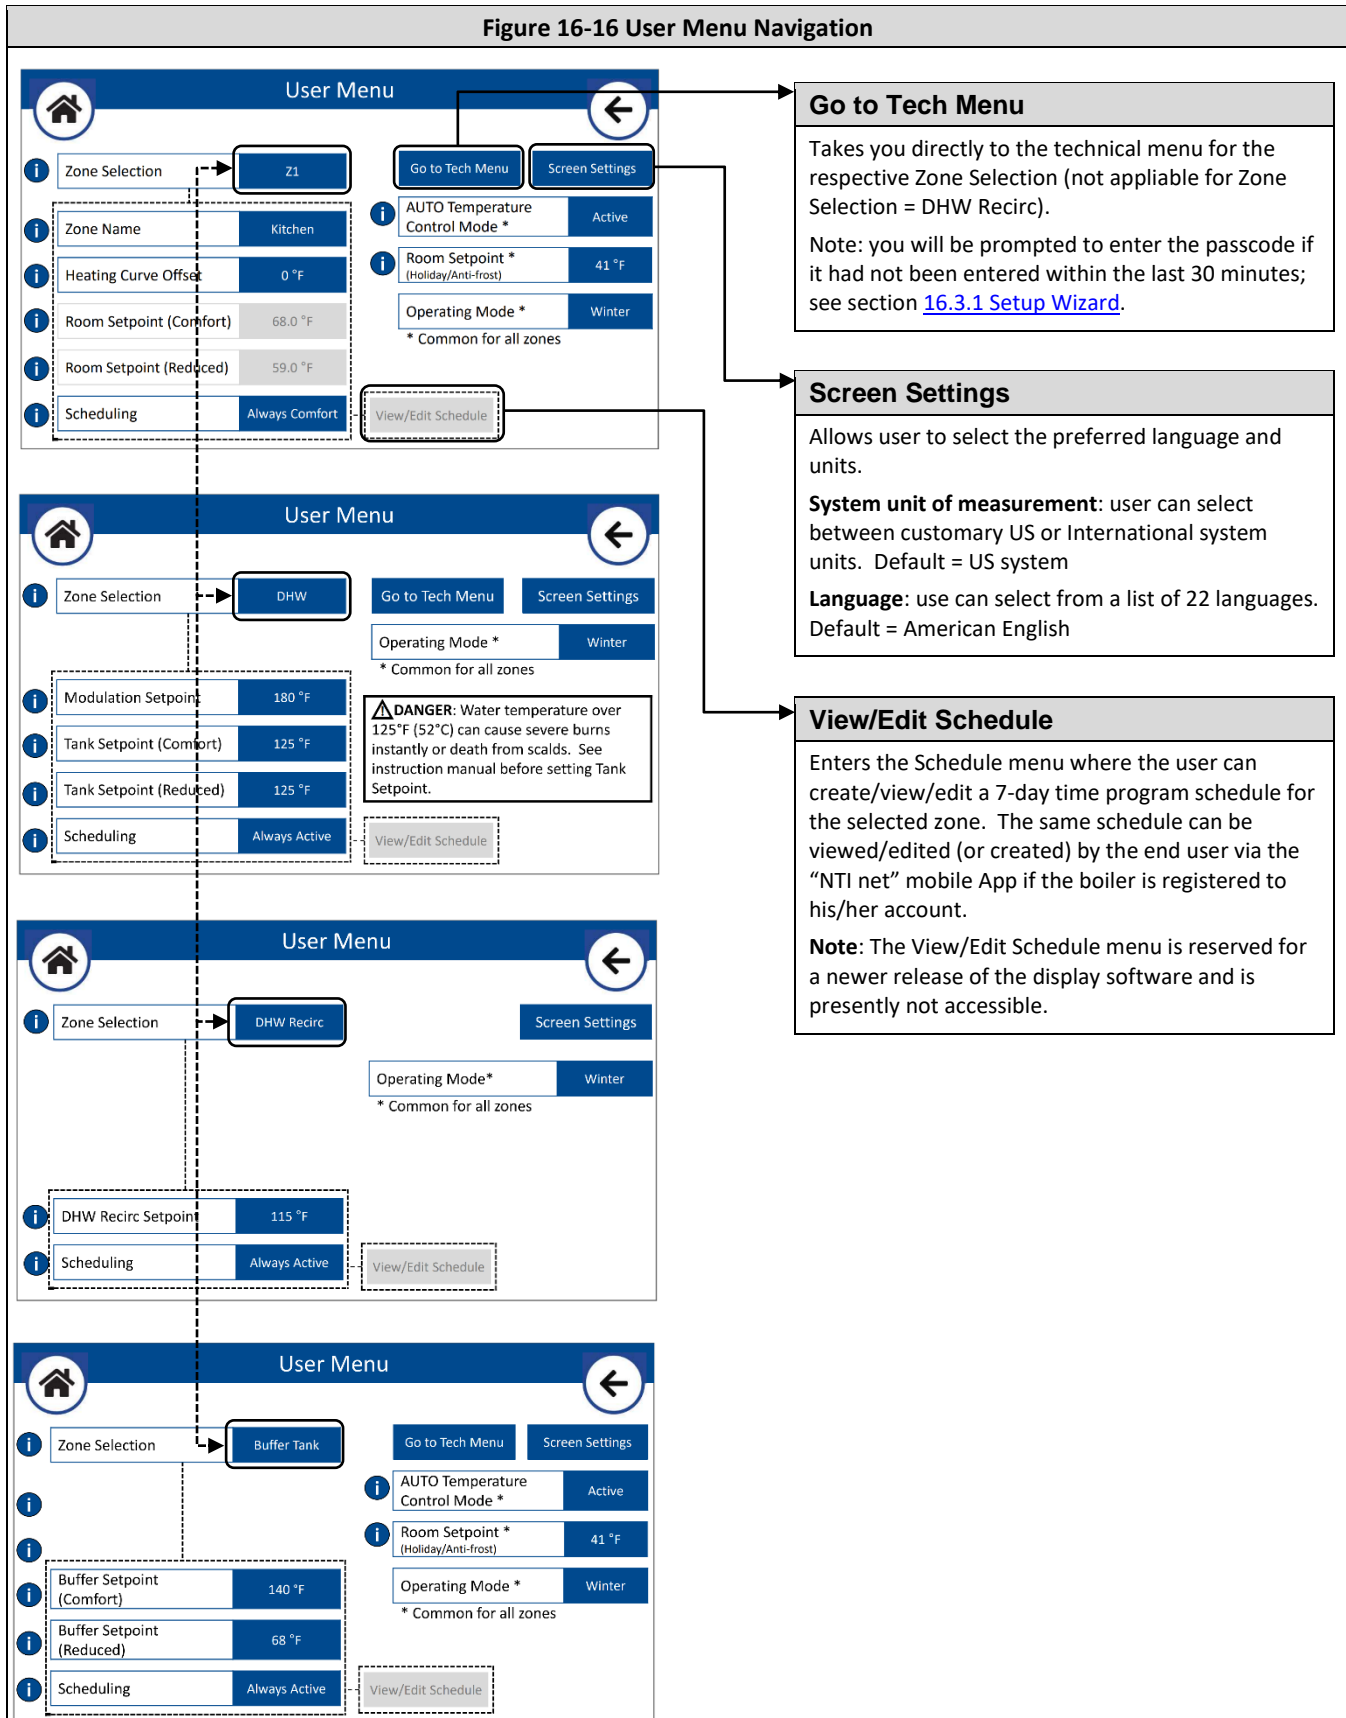 Figure 16-16 User Menu Navigation
User Menu
Zone Selection
Z1
Go to Tech Menu
Screen Settings
Zone Name
Kitchen
AUTO Temperature
Control Mode *
Active
Heating Curve Offset
0 °F
Room Setpoint *
(Holiday/Anti-frost)
41 °F
Room Setpoint (Comfort)
68.0 °F
Operating Mode *
Winter
* Common for all zones
Room Setpoint (Reduced)
59.0 °F
Scheduling
Always Comfort
View/Edit Schedule
User Menu
Zone Selection
DHW
Go to Tech Menu
Screen Settings
Operating Mode *
Winter
* Common for all zones
Modulation Setpoint
180 °F
Tank Setpoint (Comfort)
125 °F
Tank Setpoint (Reduced)
125 °F
Scheduling
Always Active
View/Edit Schedule
DANGER: Water temperature over
125°F (52°C) can cause severe burns
instantly or death from scalds. See
instruction manual before setting Tank
Setpoint.
User Menu
Zone Selection
DHW Recirc
Screen Settings
Operating Mode*
Winter
* Common for all zones
DHW Recirc Setpoint
115 °F
Scheduling
Always Active
View/Edit Schedule
User Menu
Zone Selection
Buffer Tank
Go to Tech Menu
Screen Settings
AUTO Temperature
Control Mode *
Active
Room Setpoint *
(Holiday/Anti-frost)
41 °F
Buffer Setpoint
(Comfort)
140 °F
Operating Mode *
Winter
* Common for all zones
Buffer Setpoint
(Reduced)
68 °F
Scheduling
Always Active
View/Edit Schedule
Go to Tech Menu
Takes you directly to the technical menu for the
respective Zone Selection (not appliable for Zone
Selection = DHW Recirc).
Note: you will be prompted to enter the passcode if
it had not been entered within the last 30 minutes;
see section 16.3.1 Setup Wizard.
Screen Settings
Allows user to select the preferred language and
units.
System unit of measurement: user can select
between customary US or International system
units. Default = US system
Language: use can select from a list of 22 languages.
Default = American English
View/Edit Schedule
Enters the Schedule menu where the user can
create/view/edit a 7-day time program schedule for
the selected zone. The same schedule can be
viewed/edited (or created) by the end user via the
“NTI net” mobile App if the boiler is registered to
his/her account.
Note: The View/Edit Schedule menu is reserved for
a newer release of the display software and is
presently not accessible.